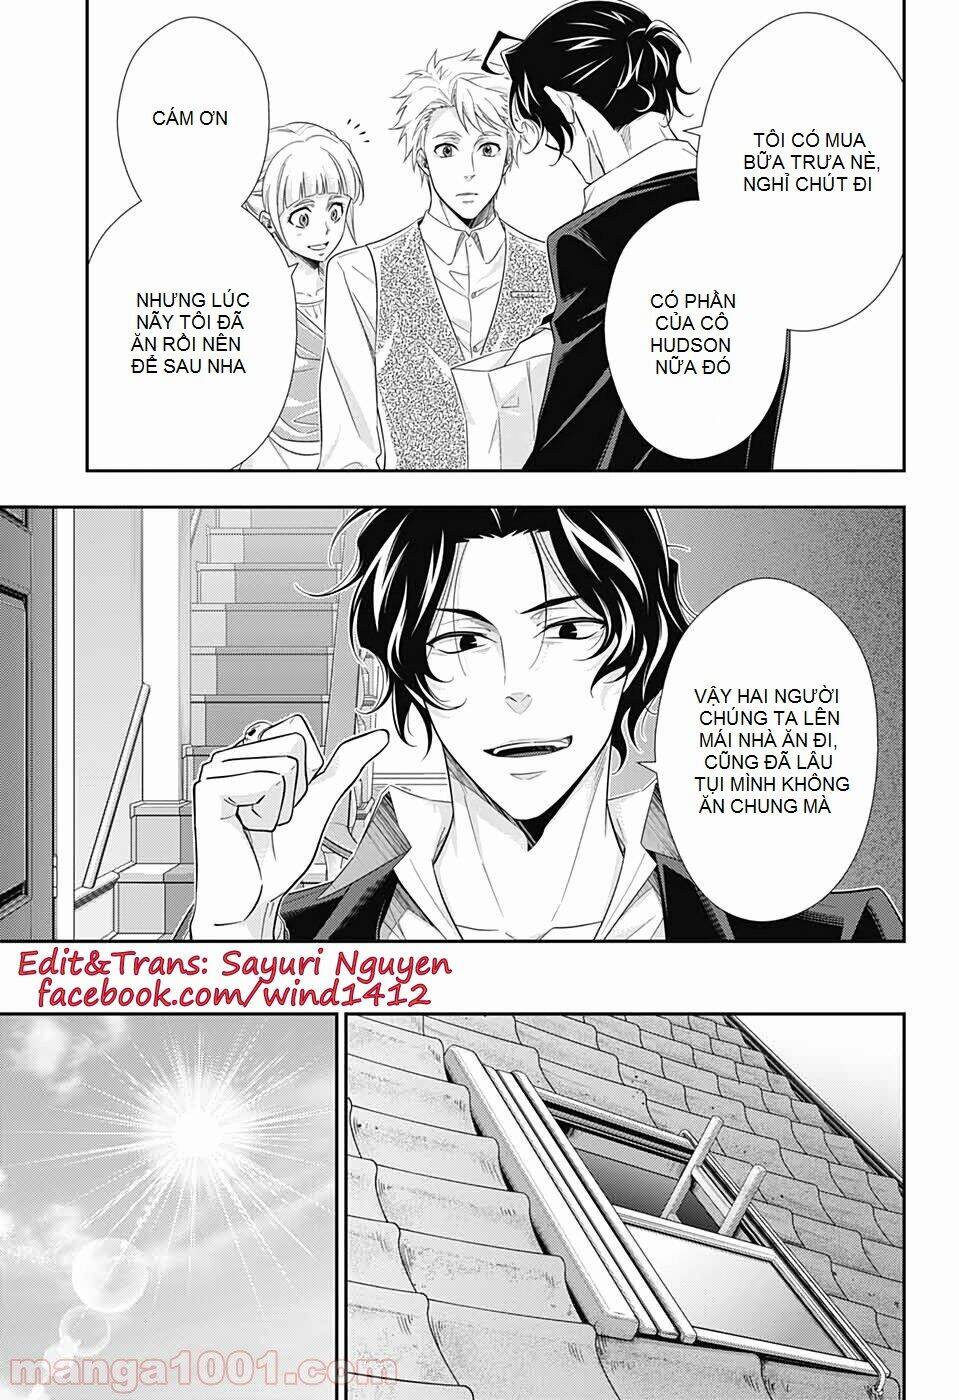 TÔI CÓ MUA
BỮA TRƯA NÈ,
NGHỈ CHÚT ĐI
CÓ PHẦN
CỦA CÔ
HUDSON
NỮA ĐÓ
CÁM ƠN
NHƯNG LÚC
NÃY TÔI ĐÃ
ĂN RỒI NÊN
ĐỂ SAU NHA
VẬY HAI NGƯỜI
CHÚNG TA LÊN
MÁI NHÀ ĂN ĐI,
CŨNG ĐÃ LÂU
TỤI MÌNH KHÔNG
ĂN CHUNG MÀ
Edit&Trans: Sayuri Nguyen
facebook.com/wind1412
manga1001.com